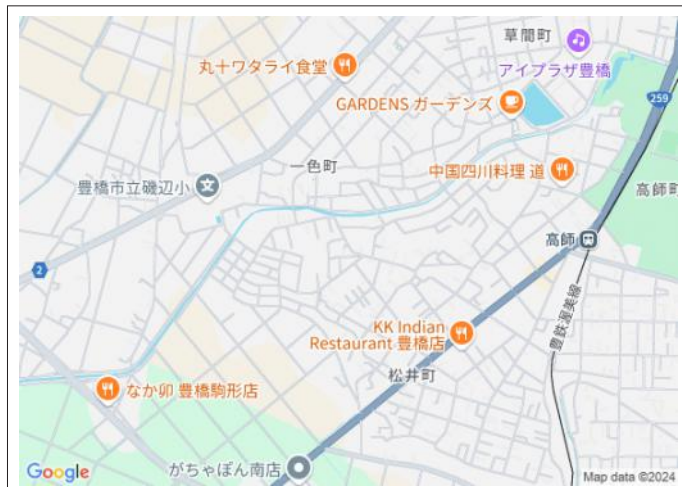 草間町
丸十ワタライ食堂
アイプラザ豊橋
GARDENS ガーデンズ
259
一色町
中国四川料理 道
豊橋市立磯辺小
文
高師町
高師
2
豊鉄渥美線
KK Indian
Restaurant 豊橋店
松井町
なか卯 豊橋駒形店
がちゃぽん南店
Google
Map data ©2024